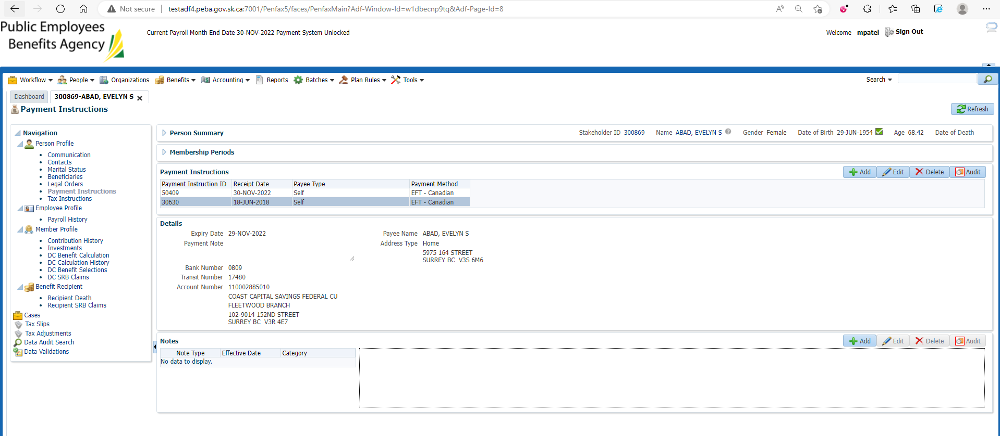 Not secure | testadf4.peba.gov.sk.ca:7001/Penfax5/faces/PenfaxMain?Adf-Window-Id=w1dbecnp9tq&Adf-Page-Id=8
Public Employees
Benefits Agency
Current Payroll Month End Date 30-NOV-2022 Payment System Unlocked
Welcome mpatel Sign Out
Workflow People Organizations Benefits Accounting Reports Batches Plan Rules Tools Search
Dashboard 300869-ABAD, EVELYN S
Payment Instructions Refresh
Navigation
Person Profile
Communication
Contacts
Marital Status
Beneficiaries
Legal Orders
Payment Instructions
Tax Instructions
Employee Profile
Payroll History
Member Profile
Contribution History
Investments
DC Benefit Calculation
DC Calculation History
DC Benefit Selections
DC SRB Claims
Benefit Recipient
Recipient Death
Recipient SRB Claims
Cases
Tax Slips
Tax Adjustments
Data Audit Search
Data Validations
Person Summary Stakeholder ID 300869 Name ABAD, EVELYN S Gender Female Date of Birth 29-JUN-1954 Age 68.42 Date of Death
Membership Periods
Payment Instructions Add Edit Delete Audit
Payment Instruction ID Receipt Date Payee Type Payment Method
50409 30-NOV-2022 Self EFT - Canadian
30630 18-JUN-2018 Self EFT - Canadian
Details
Expiry Date 29-NOV-2022 Payee Name ABAD, EVELYN S
Payment Note Address Type Home
5975 164 STREET
SURREY BC V3S 6M6
Bank Number 0809
Transit Number 17480
Account Number 110002885010
COAST CAPITAL SAVINGS FEDERAL CU
FLEETWOOD BRANCH
102-9014 152ND STREET
SURREY BC V3R 4E7
Notes Add Edit Delete Audit
Note Type Effective Date Category
No data to display.